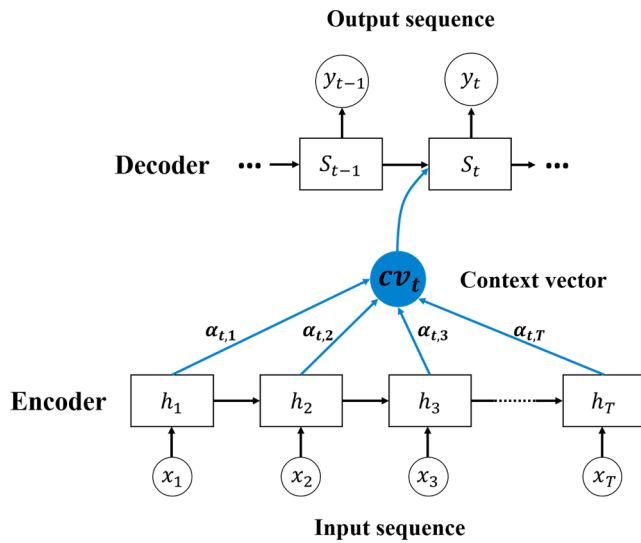 Output sequence
y_{t−1} y_t
Decoder ... S_{t−1} S_t ...
cv_t Context vector
α_{t,1} α_{t,2} α_{t,3} α_{t,T}
Encoder h_1 h_2 h_3 h_T
x_1 x_2 x_3 x_T
Input sequence